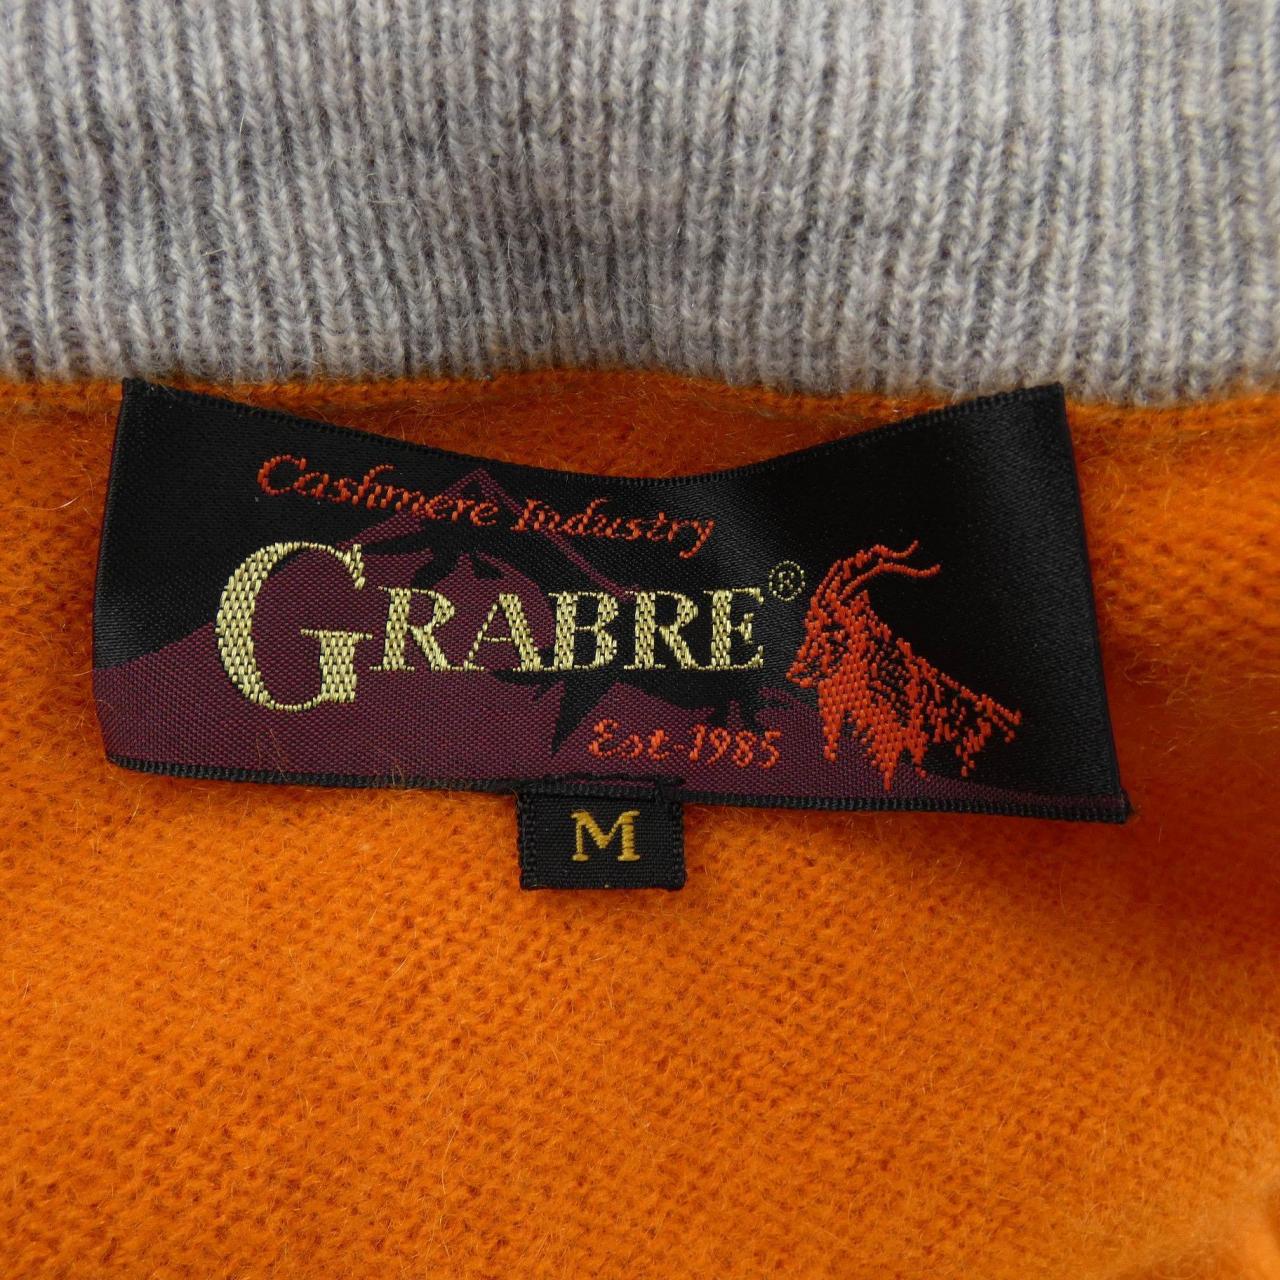 Cashmere Industry
GRABRE®
Est-1985
M